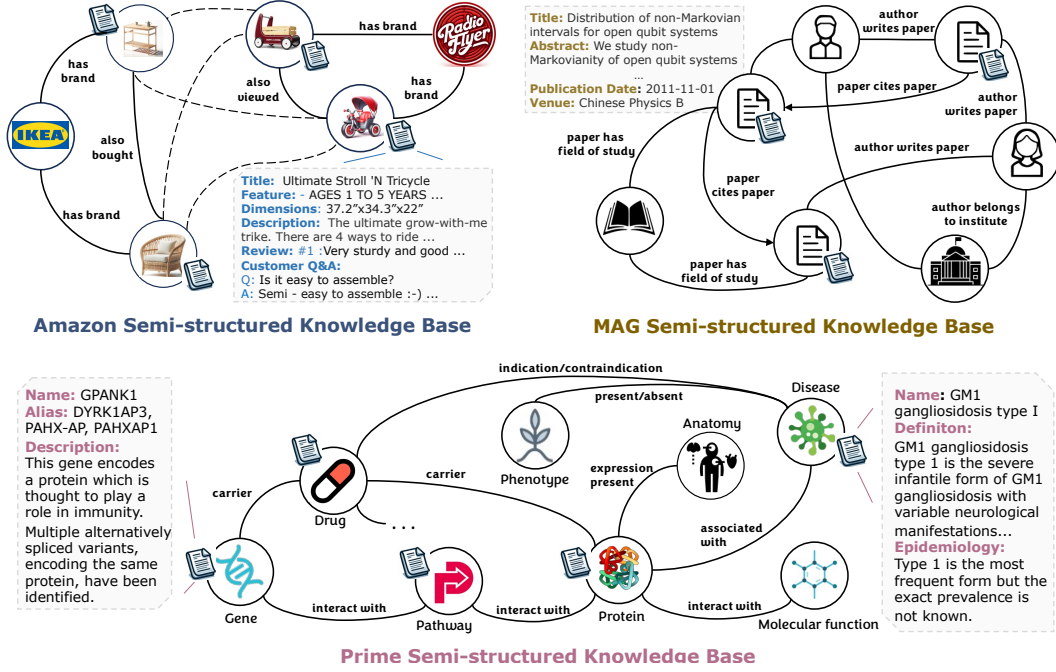 has brand
Radio Flyer
has
brand
also
viewed
has
brand
IKEA
also
bought
has brand
Title: Ultimate Stroll 'N Tricycle
Feature: - AGES 1 TO 5 YEARS ...
Dimensions: 37.2”x34.3”x22”
Description: The ultimate grow-with-me
trike. There are 4 ways to ride ...
Review: #1 :Very sturdy and good ...
Customer Q&A:
Q: Is it easy to assemble?
A: Semi - easy to assemble :-) ...
Amazon Semi-structured Knowledge Base
Title: Distribution of non-Markovian
intervals for open qubit systems
Abstract: We study non-
Markovianity of open qubit systems
...
Publication Date: 2011-11-01
Venue: Chinese Physics B
author
writes paper
paper cites paper
author
writes paper
paper has
field of study
author writes paper
paper
cites paper
author belongs
to institute
paper has
field of study
MAG Semi-structured Knowledge Base
Name: GPANK1
Alias: DYRK1AP3,
PAHX-AP, PAHXAP1
Description:
This gene encodes
a protein which is
thought to play a
role in immunity.
Multiple alternatively
spliced variants,
encoding the same
protein, have been
identified.
indication/contraindication
present/absent
Disease
Anatomy
Phenotype
expression
present
carrier
carrier
Drug
...
associated
with
Gene
interact with
Pathway
interact with
Protein
interact with
Molecular function
Name: GM1
gangliosidosis type I
Definiton:
GM1 gangliosidosis
type 1 is the severe
infantile form of GM1
gangliosidosis with
variable neurological
manifestations...
Epidemiology:
Type 1 is the most
frequent form but the
exact prevalence is
not known.
Prime Semi-structured Knowledge Base